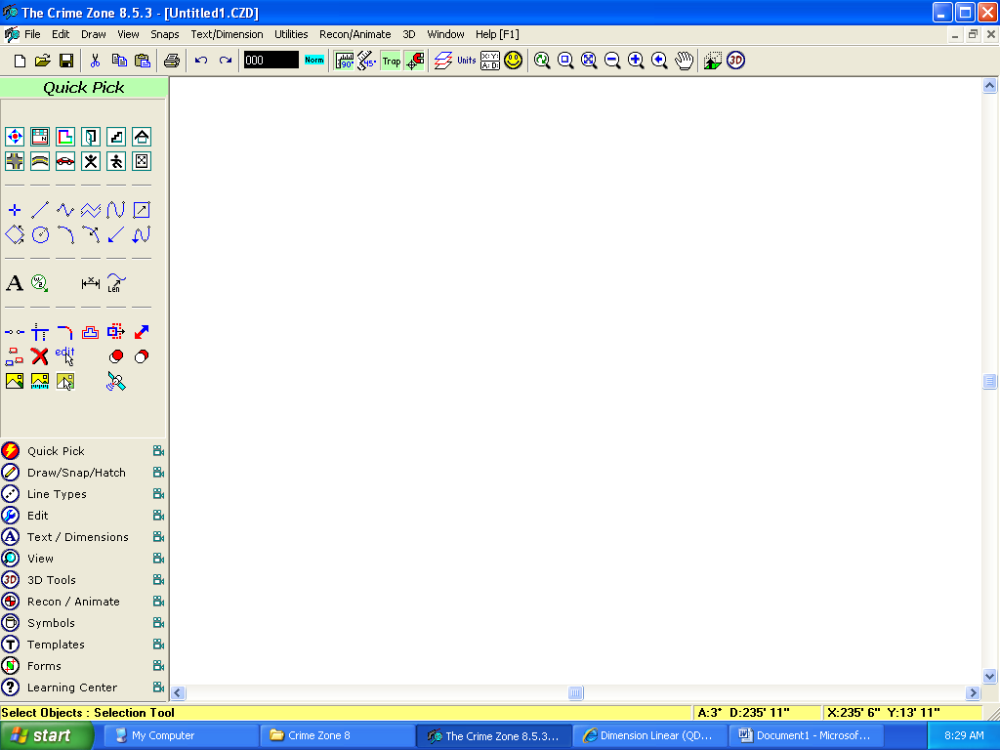 The Crime Zone 8.5.3 - [Untitled1.CZD]
File Edit Draw View Snaps Text/Dimension Utilities Recon/Animate 3D Window Help [F1]
000 Norm 90° 45° Trap Units X: Y: A: D: 3D
Quick Pick
N
A
X
Len
edit
Quick Pick
Draw/Snap/Hatch
Line Types
Edit
A Text / Dimensions
View
3D 3D Tools
Recon / Animate
Symbols
T Templates
Forms
? Learning Center
Select Objects : Selection Tool A:3° D:235' 11" X:235' 6" Y:13' 11"
start My Computer Crime Zone 8 The Crime Zone 8.5.3... Dimension Linear (QD... Document1 - Microsof... 8:29 AM